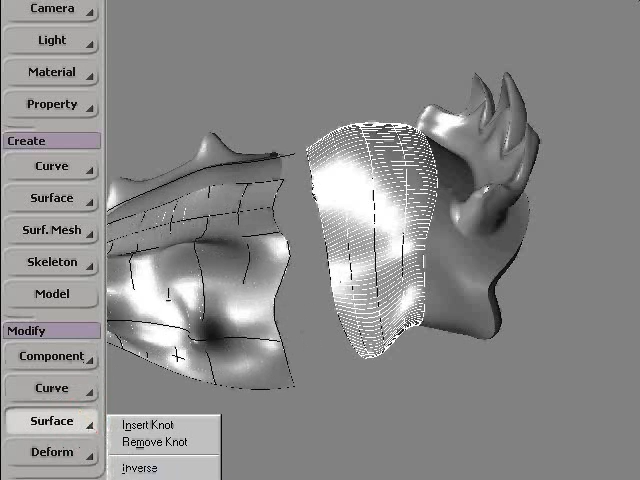 Camera
Light
Material
Property
Create
Curve
Surface
Surf. Mesh
Skeleton
Model
Modify
Component
Curve
Surface
Deform
Insert Knot
Remove Knot
Inverse